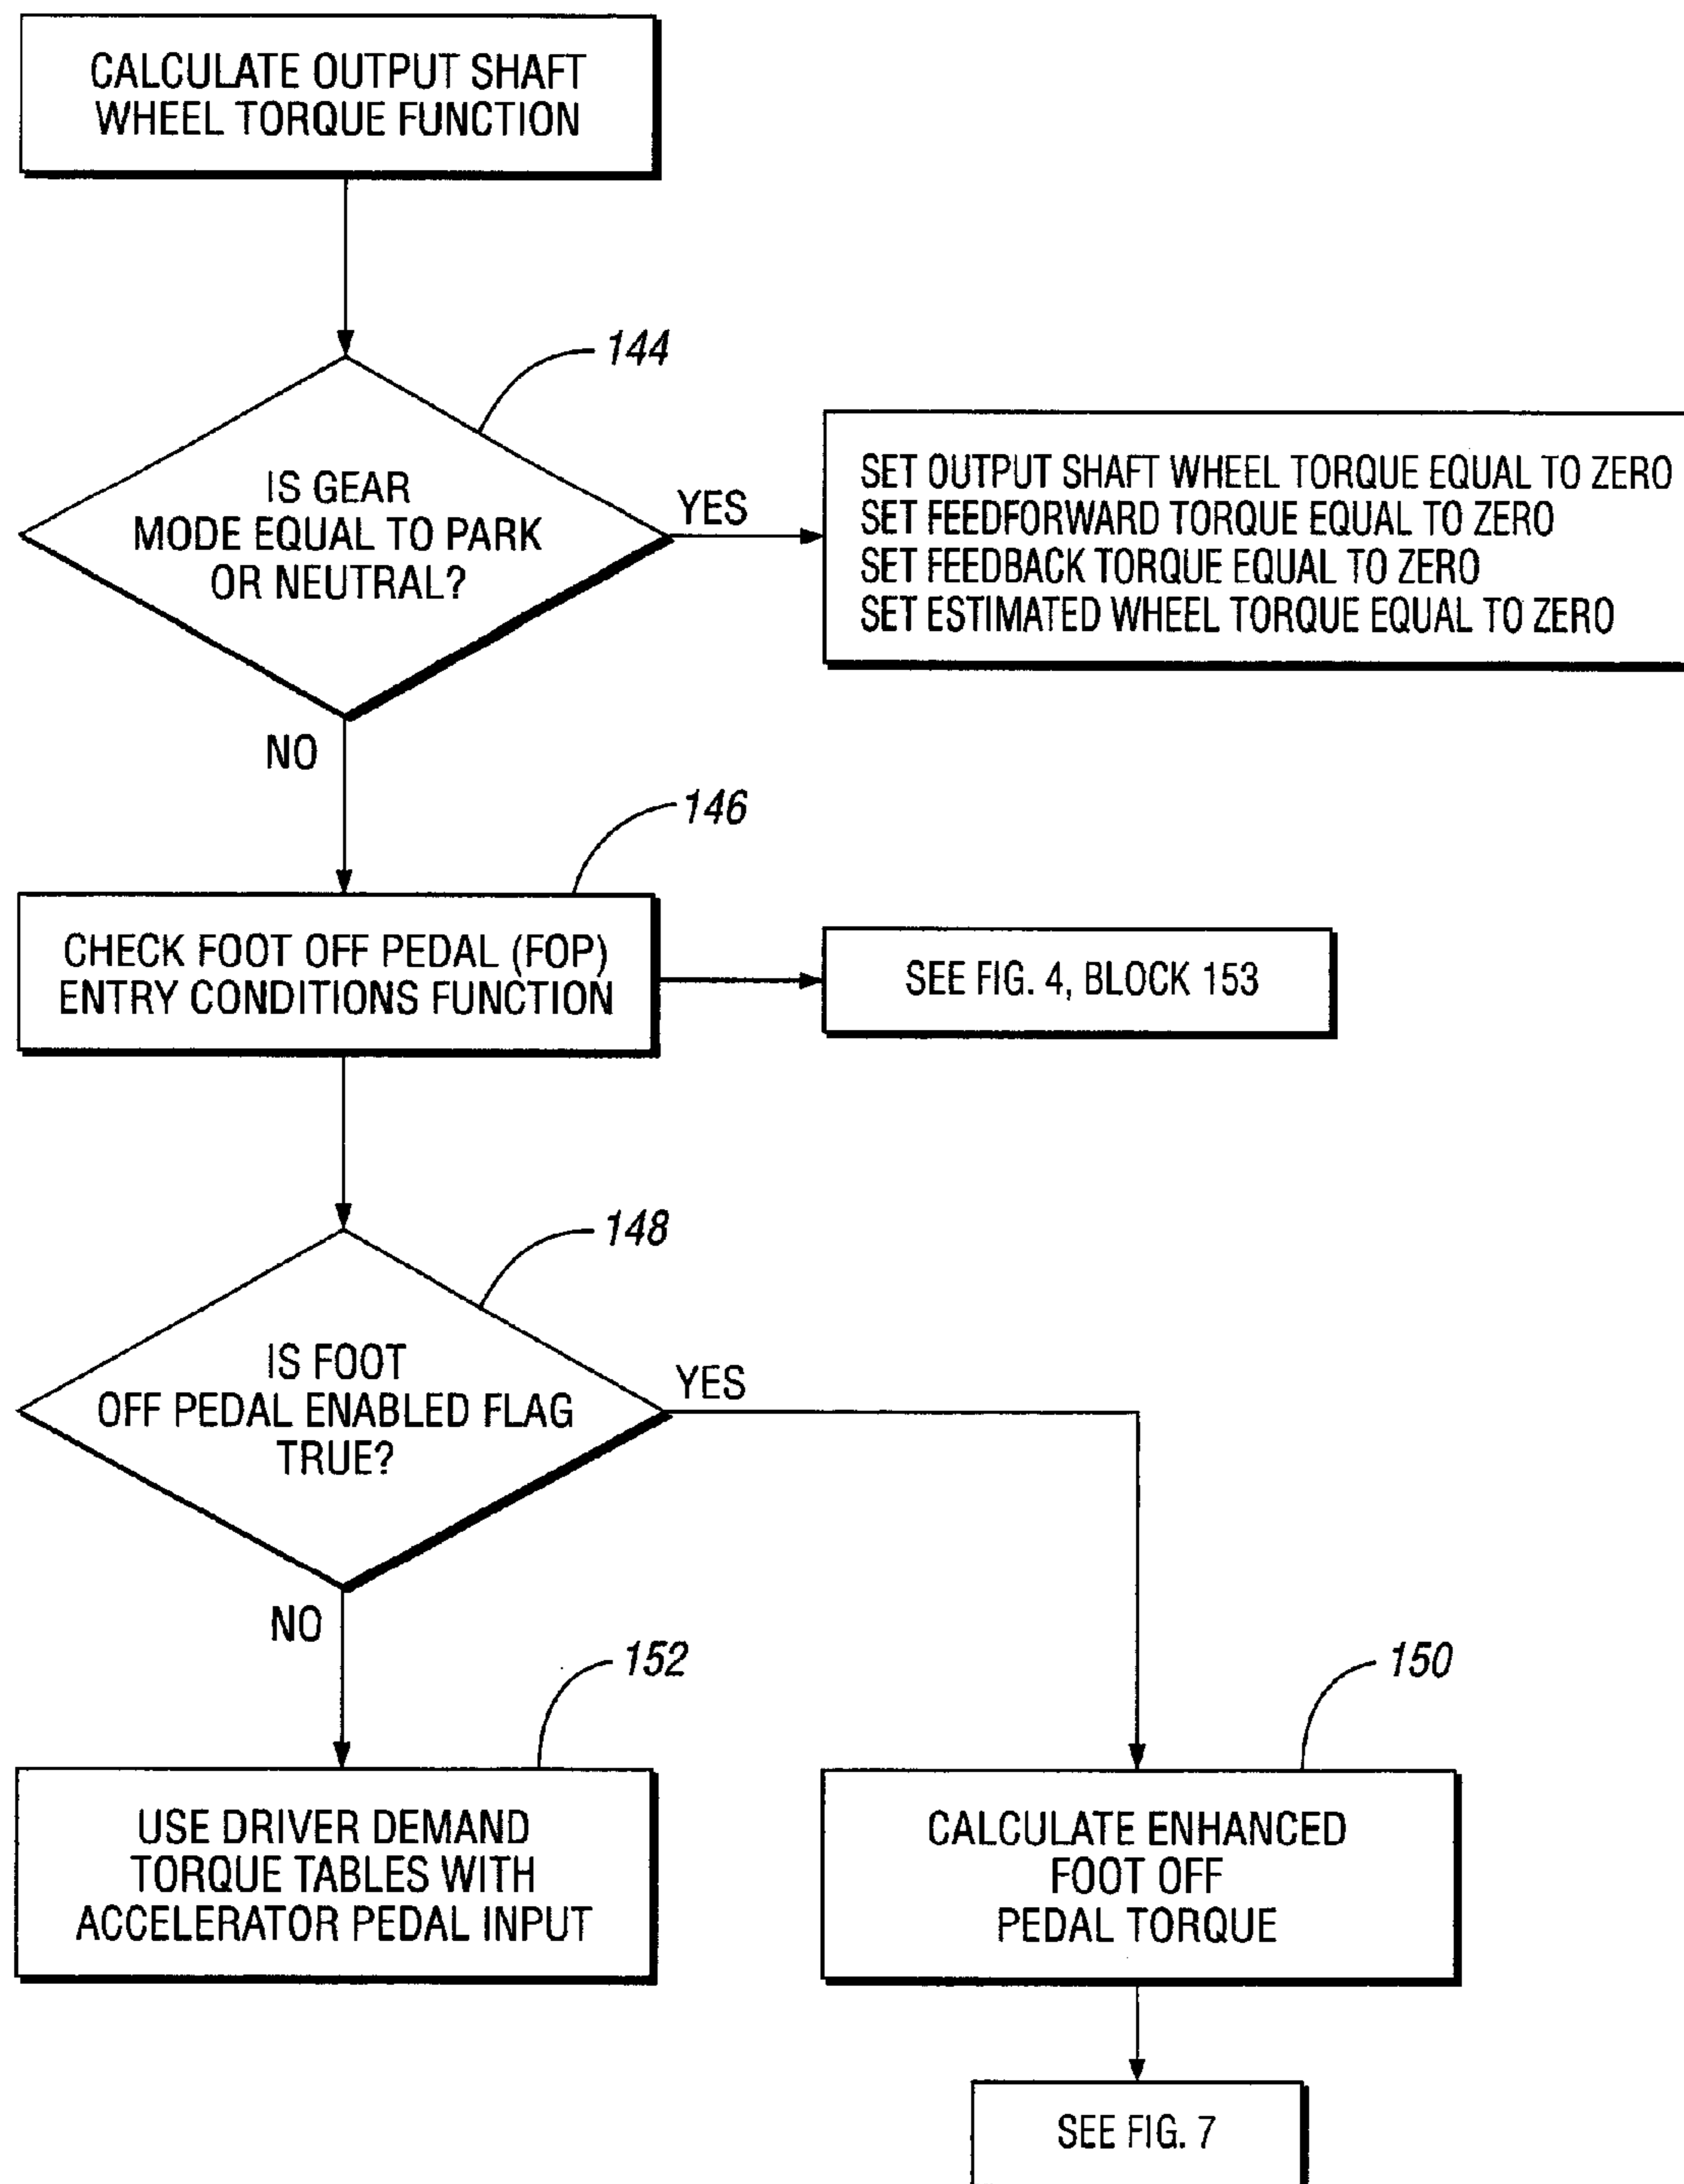 CALCULATE OUTPUT SHAFT
WHEEL TORQUE FUNCTION
144
IS GEAR
MODE EQUAL TO PARK
OR NEUTRAL?
YES
SET OUTPUT SHAFT WHEEL TORQUE EQUAL TO ZERO
SET FEEDFORWARD TORQUE EQUAL TO ZERO
SET FEEDBACK TORQUE EQUAL TO ZERO
SET ESTIMATED WHEEL TORQUE EQUAL TO ZERO
NO
146
CHECK FOOT OFF PEDAL (FOP)
ENTRY CONDITIONS FUNCTION
SEE FIG. 4, BLOCK 153
148
IS FOOT
OFF PEDAL ENABLED FLAG
TRUE?
YES
NO
152
USE DRIVER DEMAND
TORQUE TABLES WITH
ACCELERATOR PEDAL INPUT
150
CALCULATE ENHANCED
FOOT OFF
PEDAL TORQUE
SEE FIG. 7